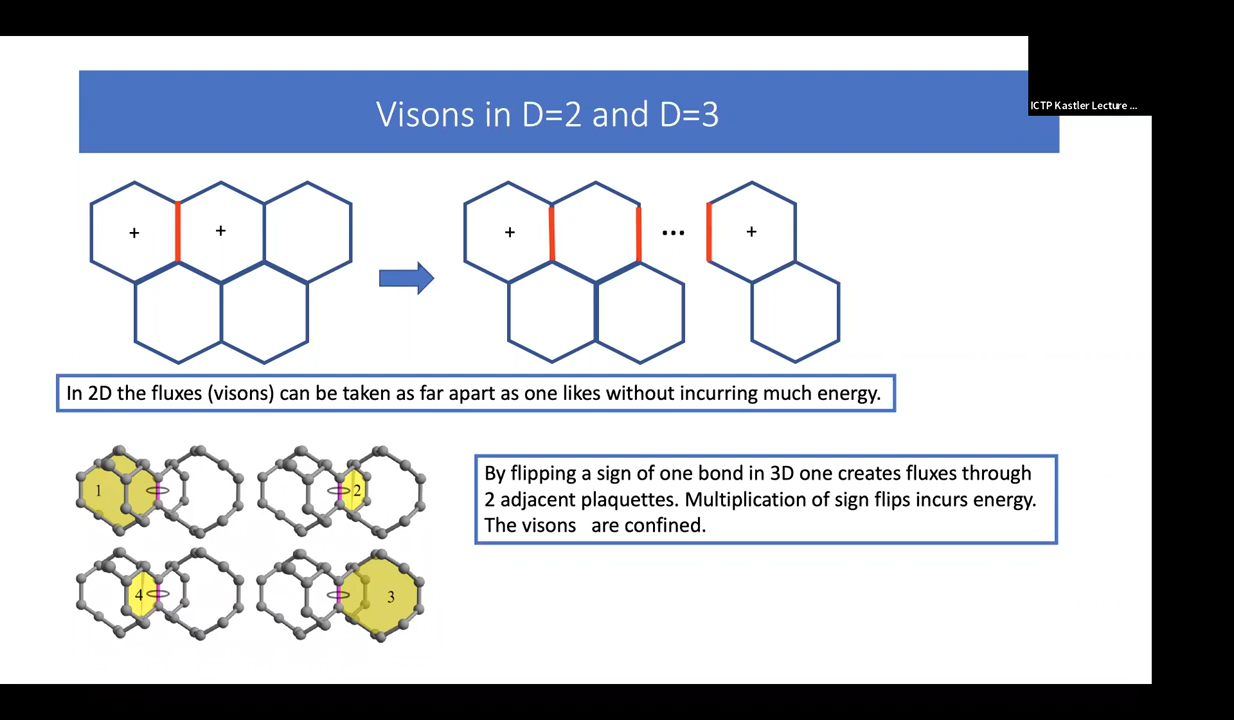 ICTP Kastler Lecture ...
Visons in D=2 and D=3
+ + + ... +
In 2D the fluxes (visons) can be taken as far apart as one likes without incurring much energy.
1 2
By flipping a sign of one bond in 3D one creates fluxes through
2 adjacent plaquettes. Multiplication of sign flips incurs energy.
The visons are confined.
4 3